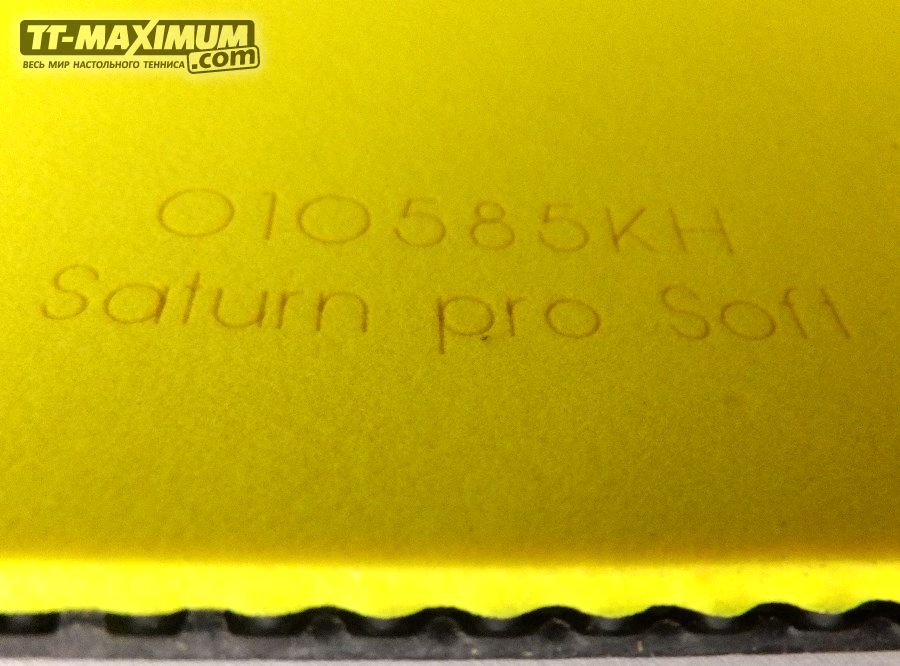 TT-MAXIMUM
.com
ВЕСЬ МИР НАСТОЛЬНОГО ТЕННИСА
010585KH
Saturn pro Soft